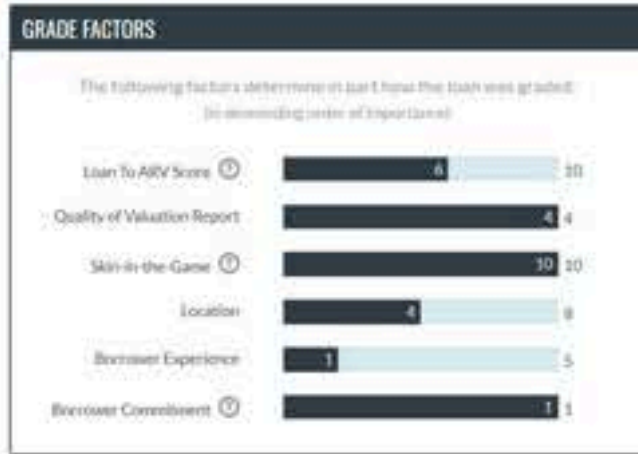 GRADE FACTORS
The following factors determine in part how the loan was graded:
(in descending order of importance)
Loan To ARV Score ? 6 10
Quality of Valuation Report 4 4
Skin-in-the-Game ? 10 10
Location 4 8
Borrower Experience 1 5
Borrower Commitment ? 1 1